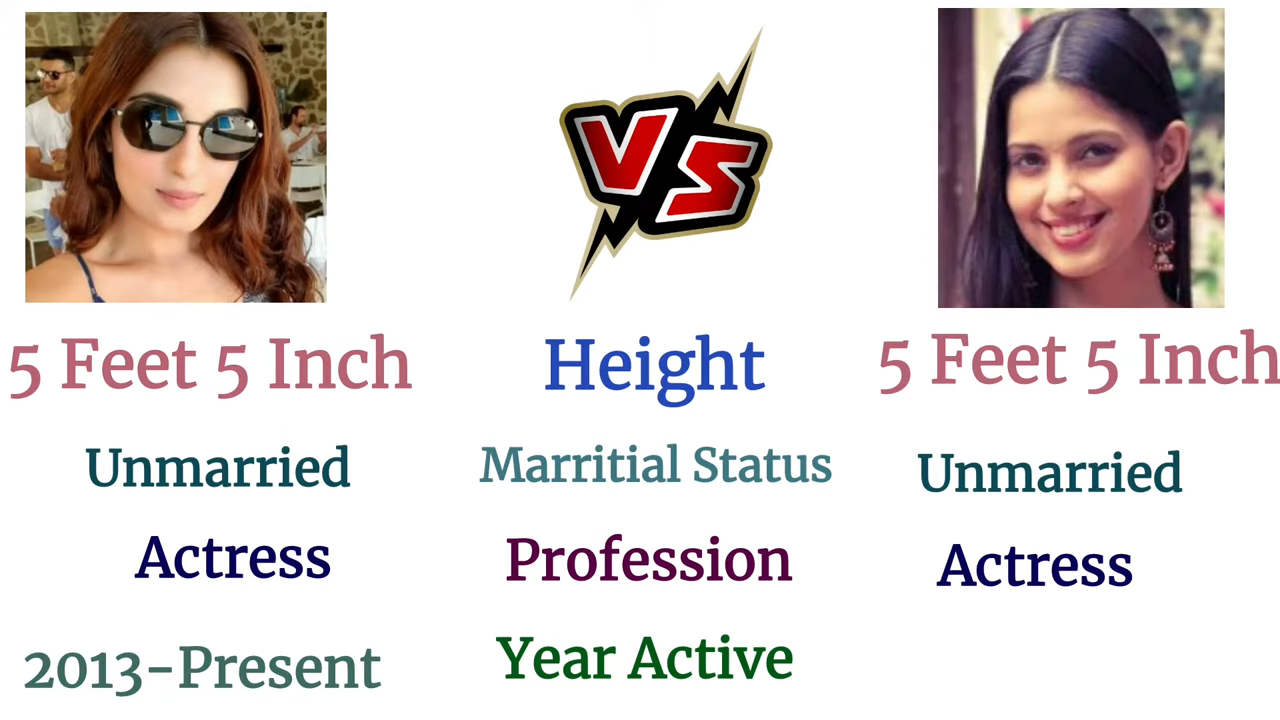 VS
5 Feet 5 Inch Height 5 Feet 5 Inch
Unmarried Marritial Status Unmarried
Actress Profession Actress
2013-Present Year Active